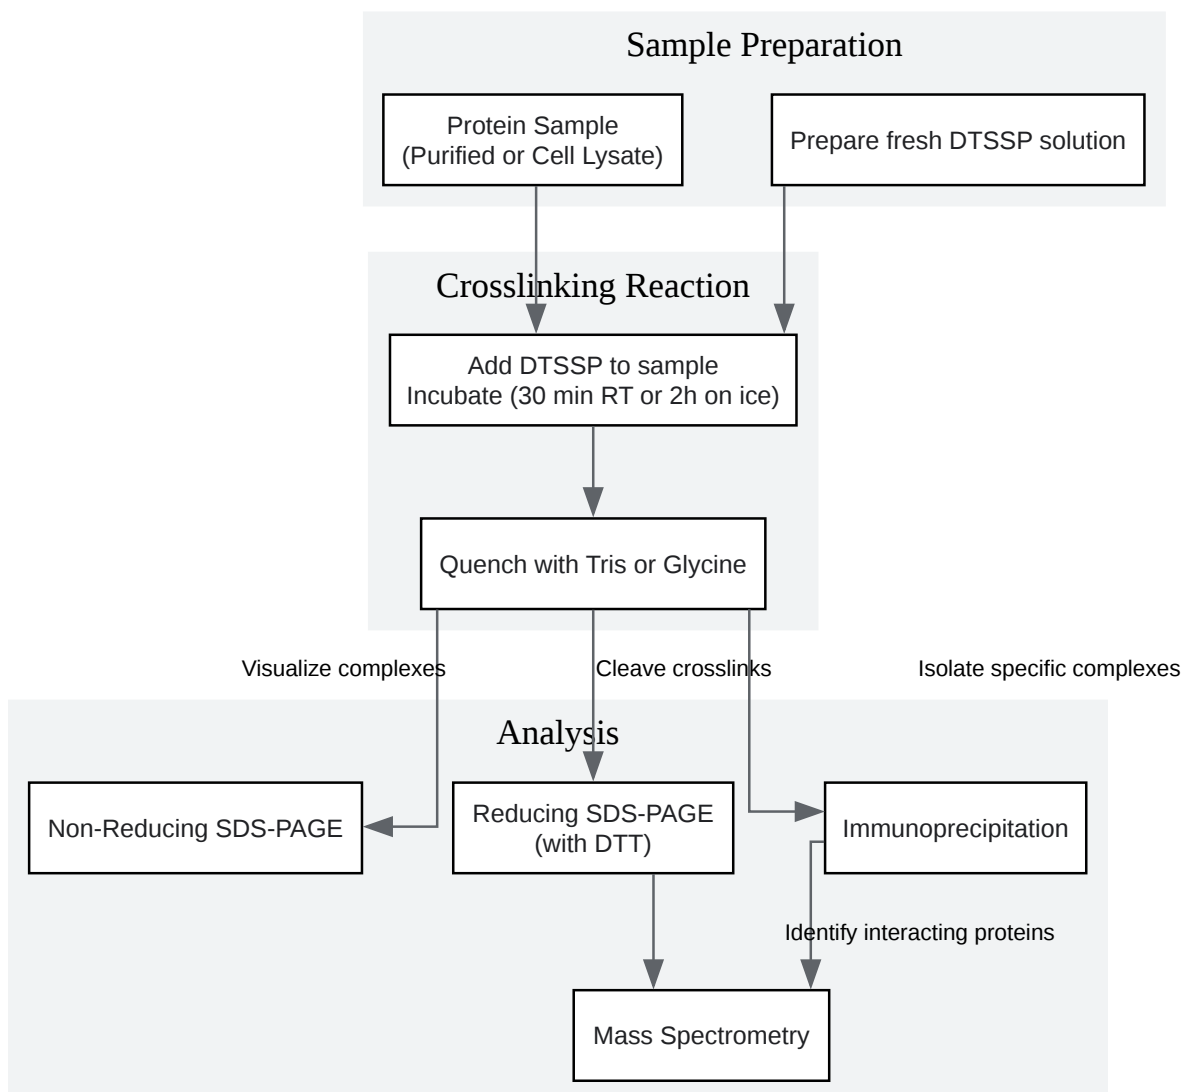 Sample Preparation
Protein Sample
(Purified or Cell Lysate)
Prepare fresh DTSSP solution
Crosslinking Reaction
Add DTSSP to sample
Incubate (30 min RT or 2h on ice)
Quench with Tris or Glycine
Visualize complexes
Cleave crosslinks
Isolate specific complexes
Analysis
Non-Reducing SDS-PAGE
Reducing SDS-PAGE
(with DTT)
Immunoprecipitation
Identify interacting proteins
Mass Spectrometry